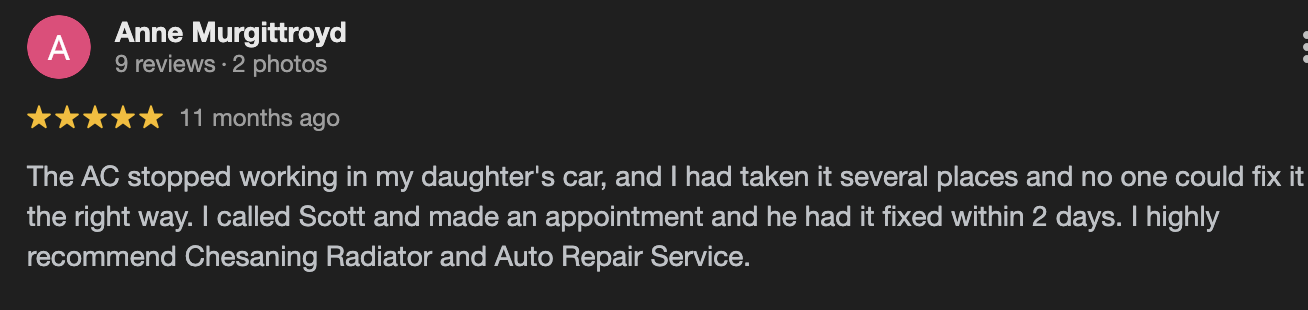 A
Anne Murgittroyd
9 reviews · 2 photos
11 months ago
The AC stopped working in my daughter's car, and I had taken it several places and no one could fix it
the right way. I called Scott and made an appointment and he had it fixed within 2 days. I highly
recommend Chesaning Radiator and Auto Repair Service.